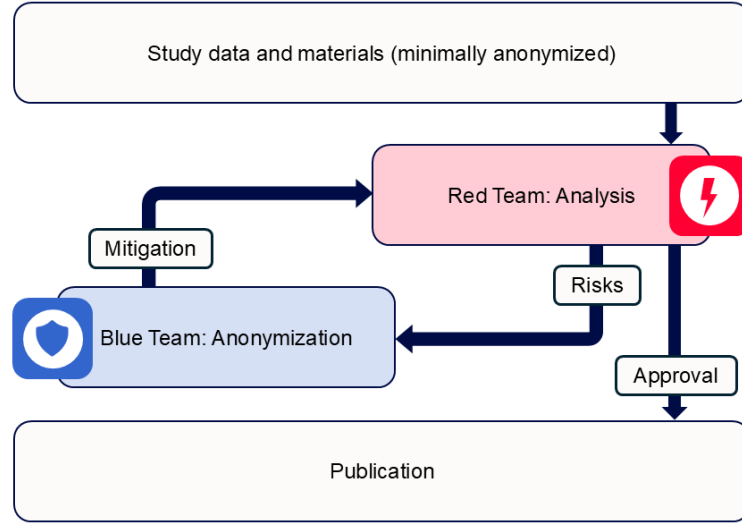 Study data and materials (minimally anonymized)
Red Team: Analysis
Mitigation
Risks
Blue Team: Anonymization
Approval
Publication